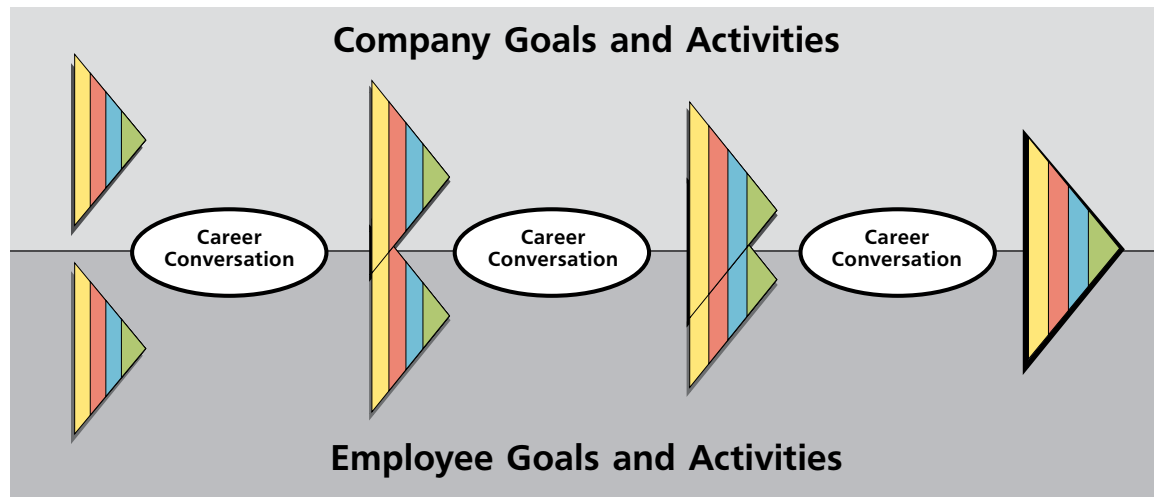 Company Goals and Activities
Career
Conversation
Career
Conversation
Career
Conversation
Employee Goals and Activities